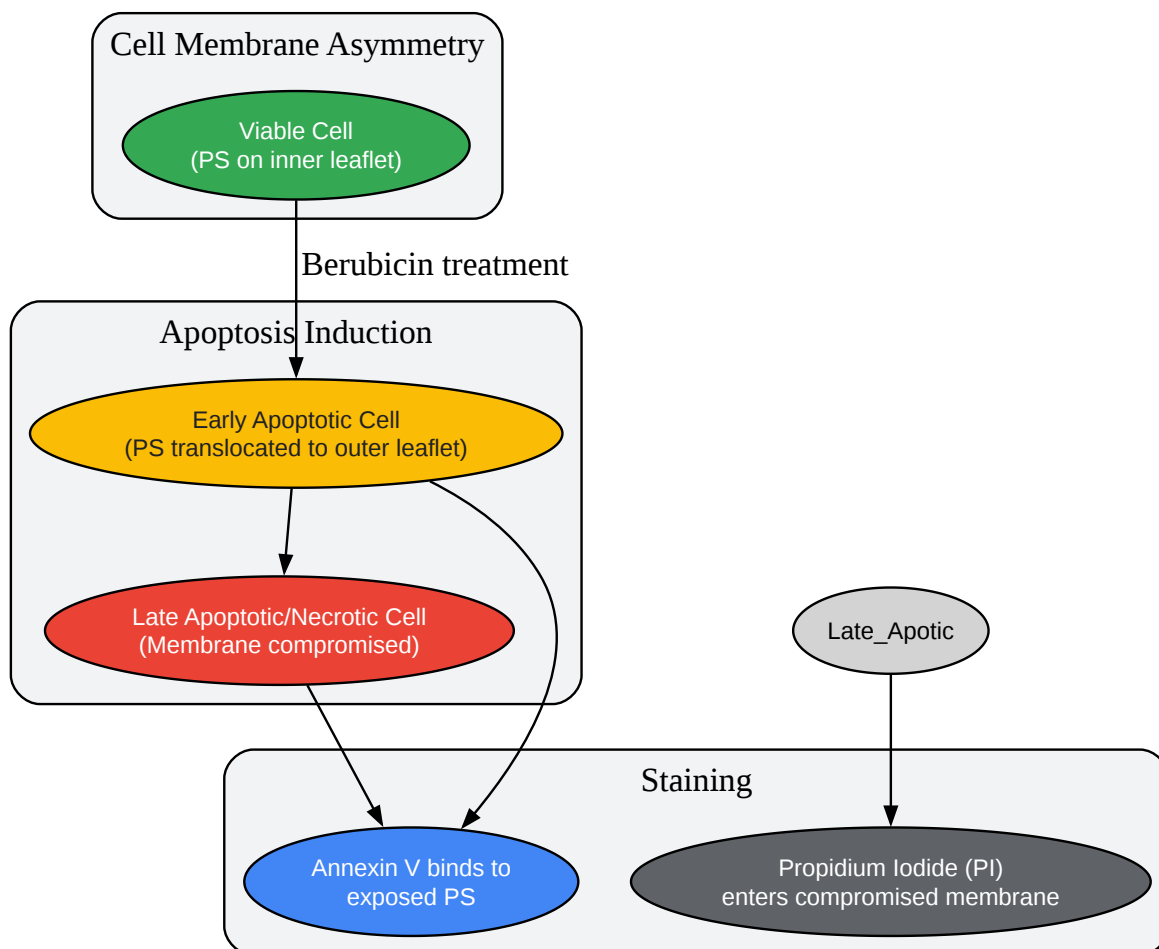 Cell Membrane Asymmetry
Viable Cell
(PS on inner leaflet)
Berubicin treatment
Apoptosis Induction
Early Apoptotic Cell
(PS translocated to outer leaflet)
Late Apoptotic/Necrotic Cell
(Membrane compromised)
Late_Apotic
Staining
Annexin V binds to
exposed PS
Propidium Iodide (PI)
enters compromised membrane